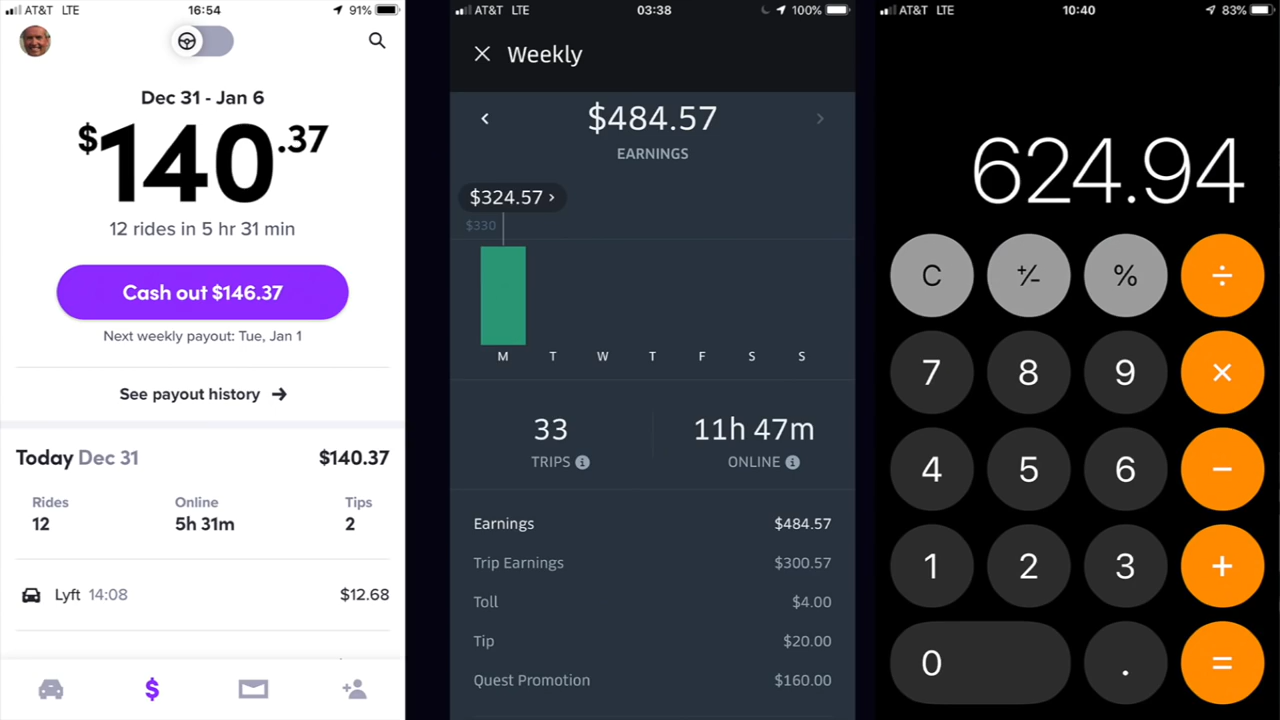 AT&T LTE 16:54 91%
Dec 31 - Jan 6
$140.37
12 rides in 5 hr 31 min
Cash out $146.37
Next weekly payout: Tue, Jan 1
See payout history →
Today Dec 31 $140.37
Rides Online Tips
12 5h 31m 2
Lyft 14:08 $12.68
$
AT&T LTE 03:38 100%
Weekly
$484.57
EARNINGS
$324.57
$330
M T W T F S S
33 11h 47m
TRIPS ONLINE
Earnings $484.57
Trip Earnings $300.57
Toll $4.00
Tip $20.00
Quest Promotion $160.00
AT&T LTE 10:40 83%
624.94
C +/- % ÷
7 8 9 ×
4 5 6 −
1 2 3 +
0 . =